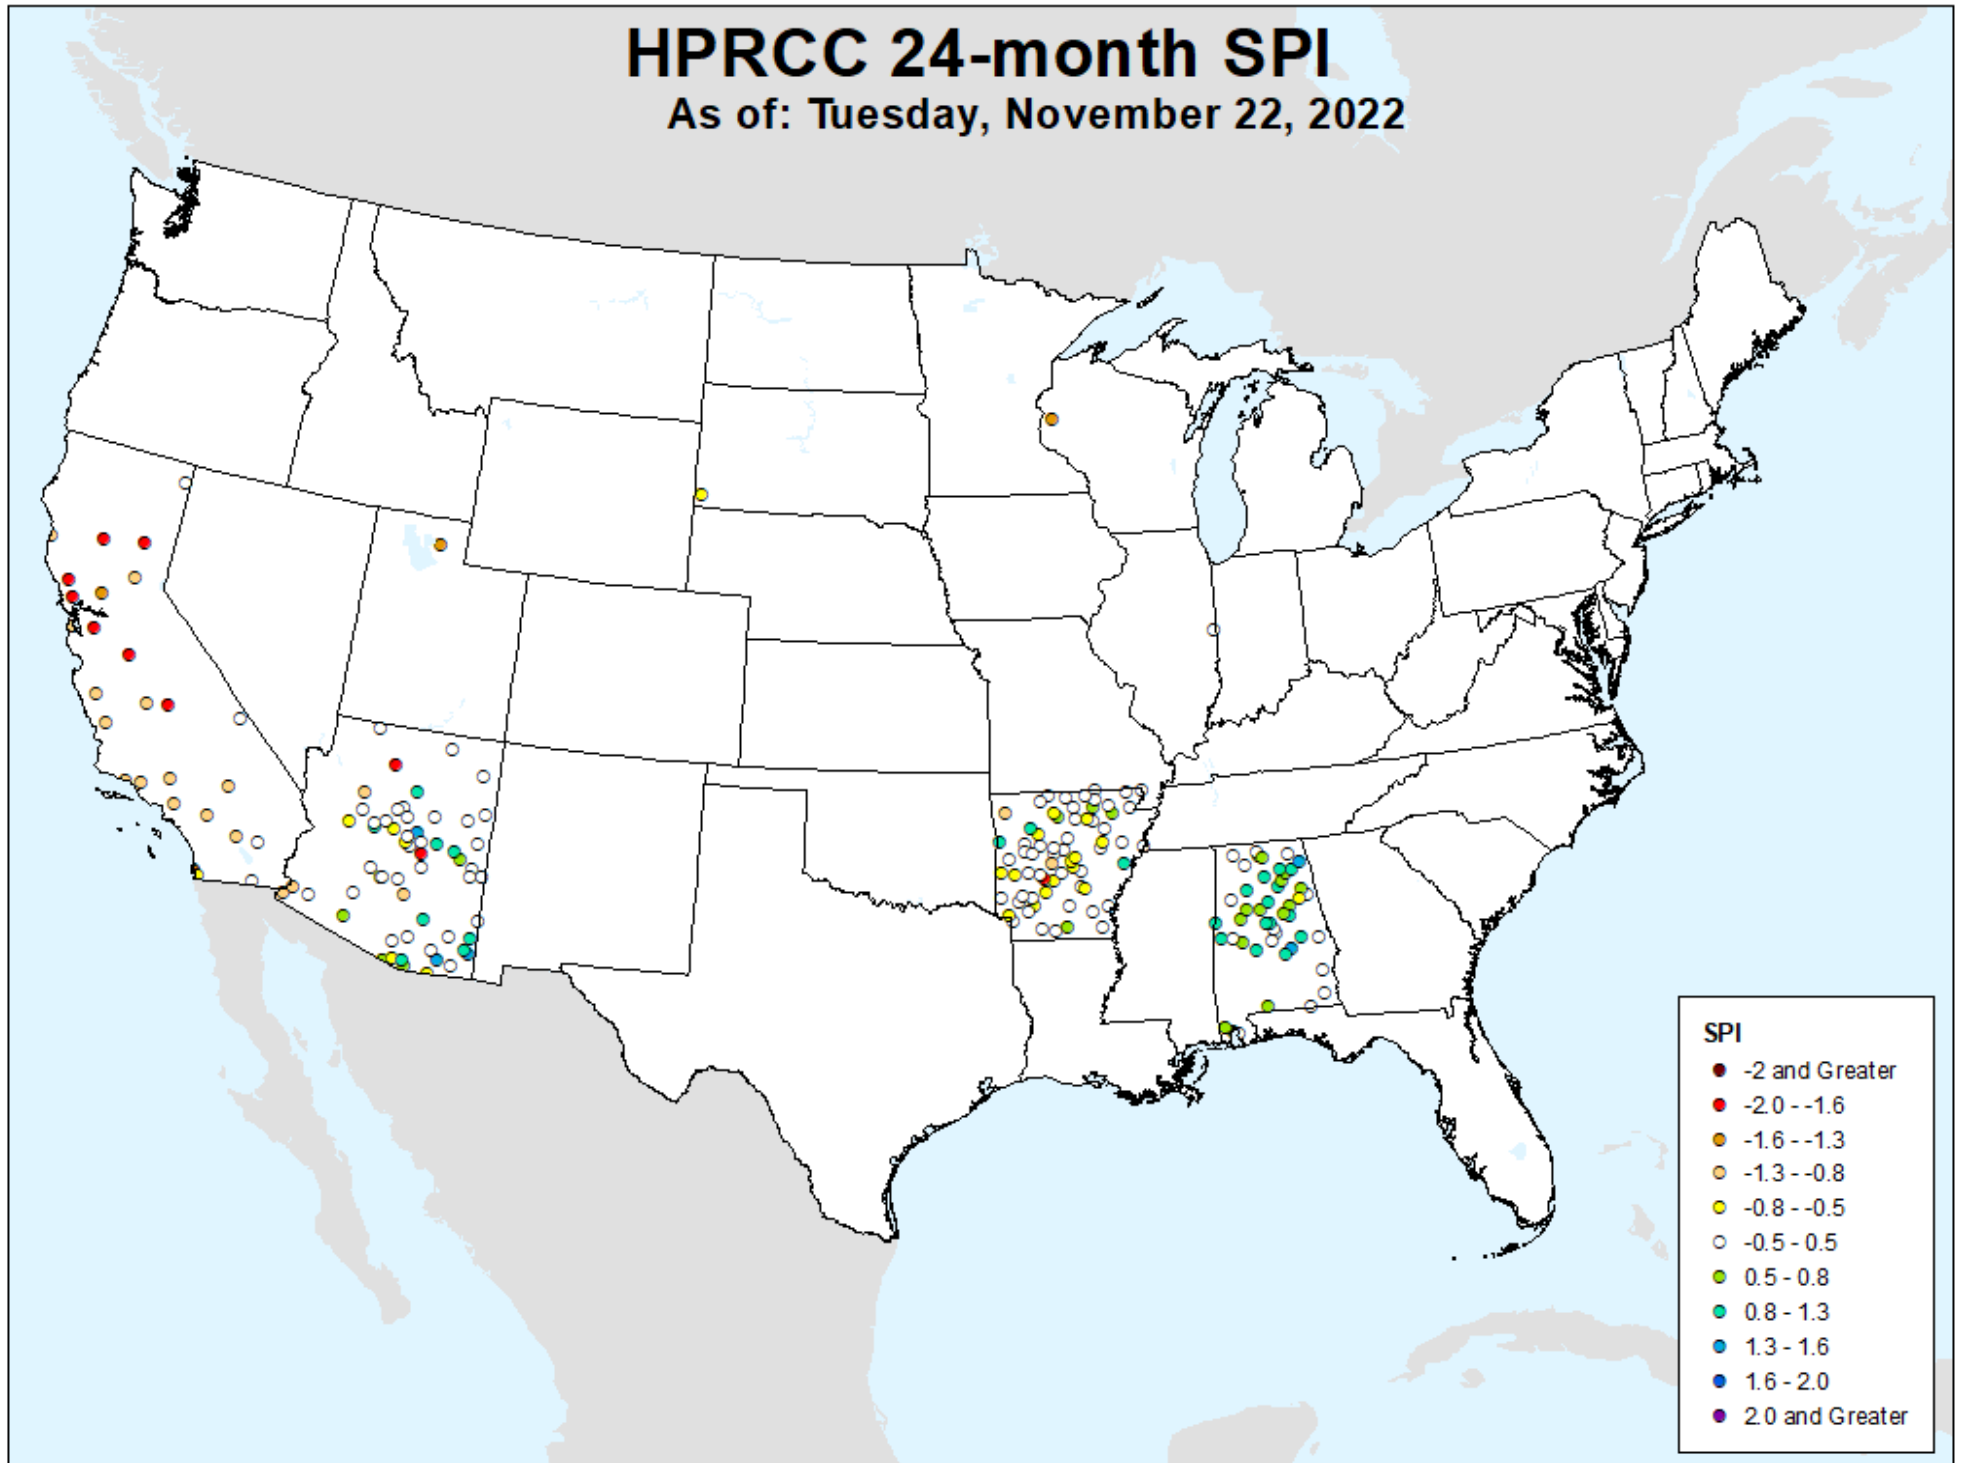 HPRCC 24-month SPI
As of: Tuesday, November 22, 2022
SPI
-2 and Greater
-2.0 - -1.6
-1.6 - -1.3
-1.3 - -0.8
-0.8 - -0.5
-0.5 - 0.5
0.5 - 0.8
0.8 - 1.3
1.3 - 1.6
1.6 - 2.0
2.0 and Greater